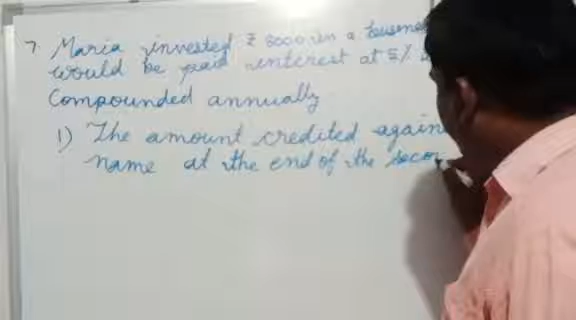 7. Maria invested ₹ 8000 in a
would be paid interest at 5%
Compounded annually
1) The amount credited again
name at the end of the secon